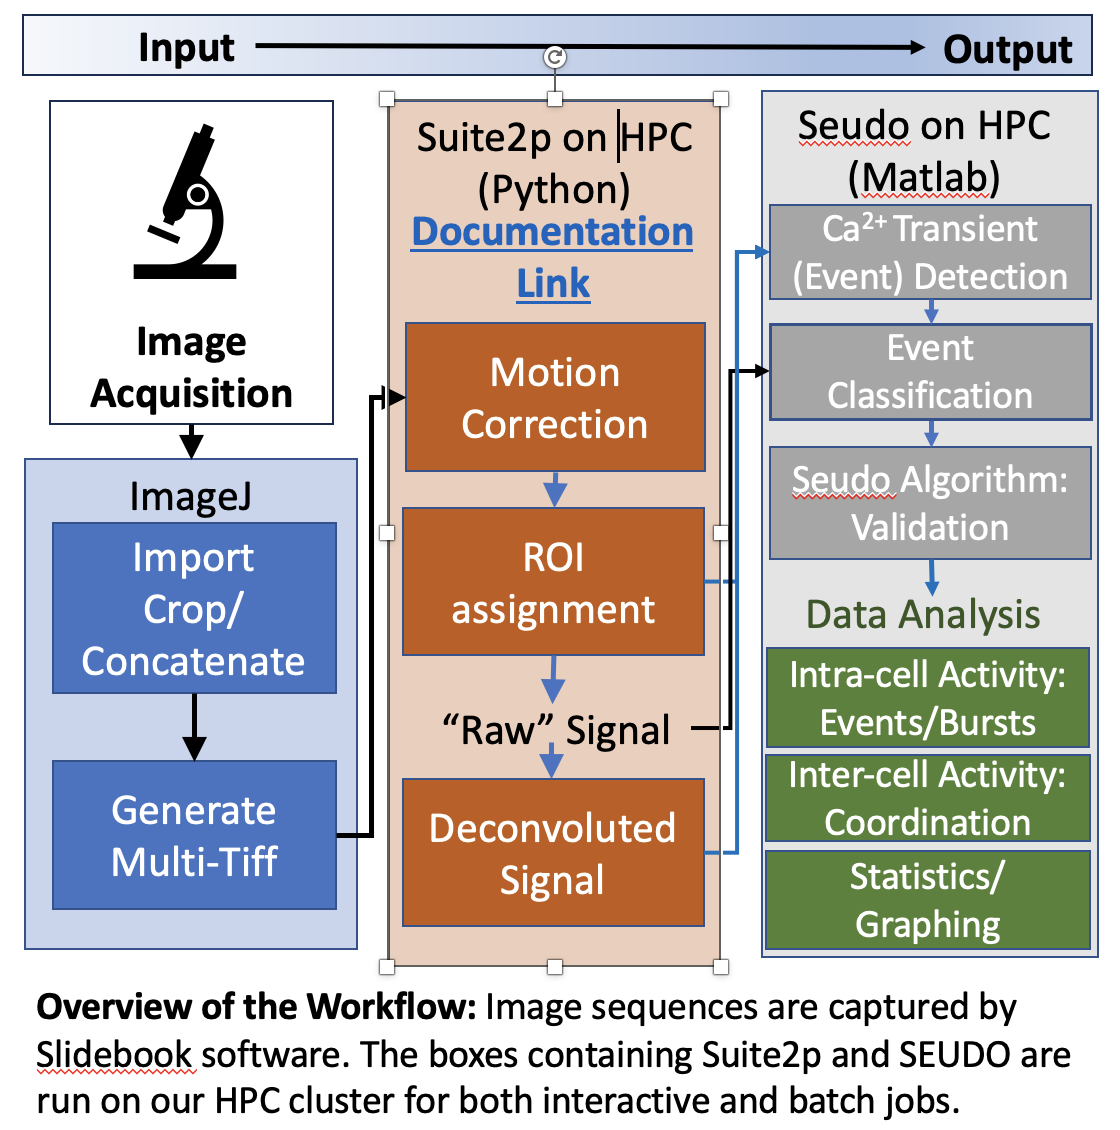 Input
Output
Image
Acquisition
ImageJ
Import
Crop/
Concatenate
Generate
Multi-Tiff
Suite2p on HPC
(Python)
Documentation
Link
Motion
Correction
ROI
assignment
“Raw” Signal
Deconvoluted
Signal
Seudo on HPC
(Matlab)
Ca²⁺ Transient
(Event) Detection
Event
Classification
Seudo Algorithm:
Validation
Data Analysis
Intra-cell Activity:
Events/Bursts
Inter-cell Activity:
Coordination
Statistics/
Graphing
Overview of the Workflow: Image sequences are captured by
Slidebook software. The boxes containing Suite2p and SEUDO are
run on our HPC cluster for both interactive and batch jobs.